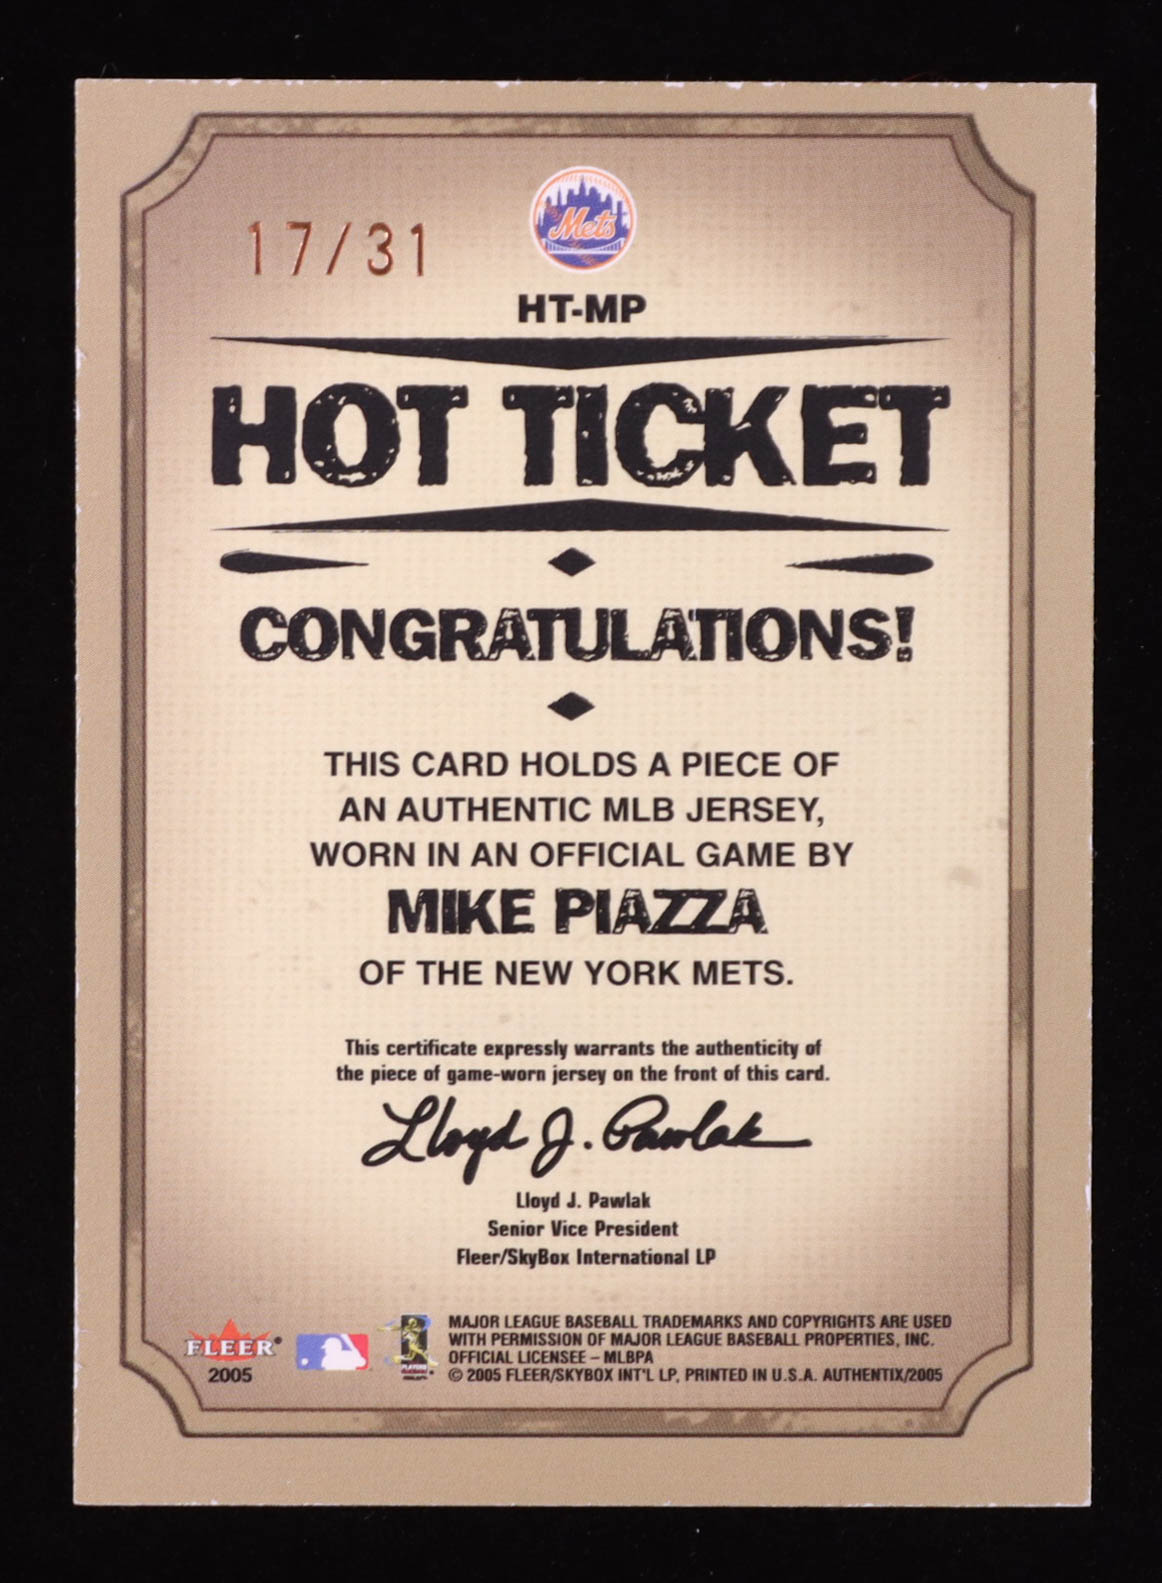 17/31
Mets
HT-MP
HOT TICKET
CONGRATULATIONS!
THIS CARD HOLDS A PIECE OF
AN AUTHENTIC MLB JERSEY,
WORN IN AN OFFICIAL GAME BY
MIKE PIAZZA
OF THE NEW YORK METS.
This certificate expressly warrants the authenticity of
the piece of game-worn jersey on the front of this card.
Lloyd J. Pawlak
Lloyd J. Pawlak
Senior Vice President
Fleer/SkyBox International LP
FLEER®
2005
PLAYERS
MAJOR LEAGUE BASEBALL TRADEMARKS AND COPYRIGHTS ARE USED
WITH PERMISSION OF MAJOR LEAGUE BASEBALL PROPERTIES, INC.
OFFICIAL LICENSEE – MLBPA
© 2005 FLEER/SKYBOX INT'L LP, PRINTED IN U.S.A. AUTHENTIX/2005